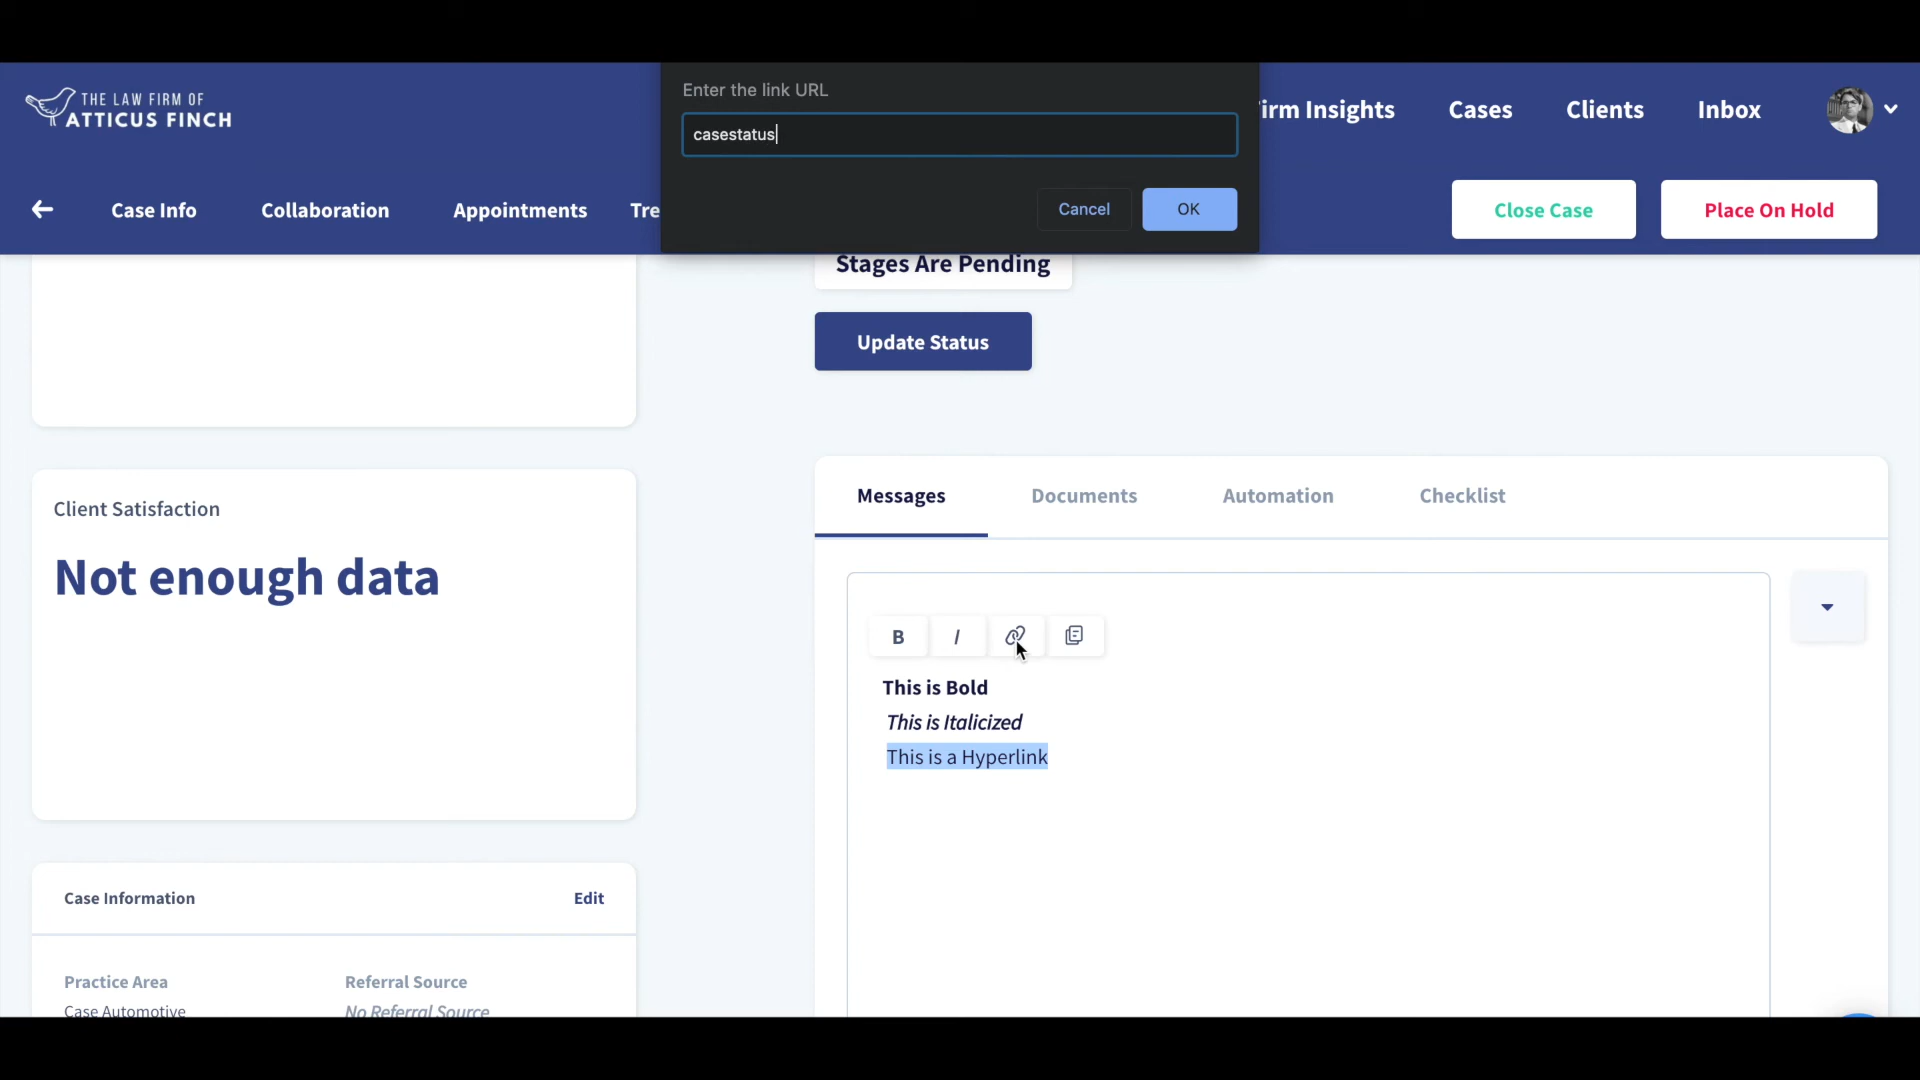 THE LAW FIRM OF
ATTICUS FINCH
Enter the link URL
casestatus
Cancel
OK
irm Insights
Cases
Clients
Inbox
Case Info
Collaboration
Appointments
Tre
Close Case
Place On Hold
Stages Are Pending
Update Status
Client Satisfaction
Not enough data
Messages
Documents
Automation
Checklist
B
I
This is Bold
This is Italicized
This is a Hyperlink
Case Information
Edit
Practice Area
Referral Source
Case Automotive
No Referral Source